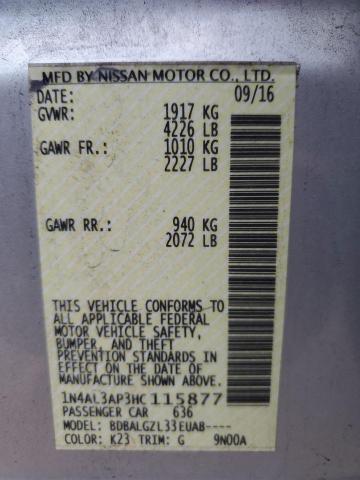 MFD BY NISSAN MOTOR CO., LTD.
DATE: 09/16
GVWR: 1917 KG
4226 LB
GAWR FR.: 1010 KG
2227 LB
GAWR RR.: 940 KG
2072 LB
THIS VEHICLE CONFORMS TO
ALL APPLICABLE FEDERAL
MOTOR VEHICLE SAFETY,
BUMPER, AND THEFT
PREVENTION STANDARDS IN
EFFECT ON THE DATE OF
MANUFACTURE SHOWN ABOVE.
1N4AL3AP3HC115877
PASSENGER CAR 636
MODEL: BDBALGZL33EUAB----
COLOR: K23 TRIM: G 9N00A